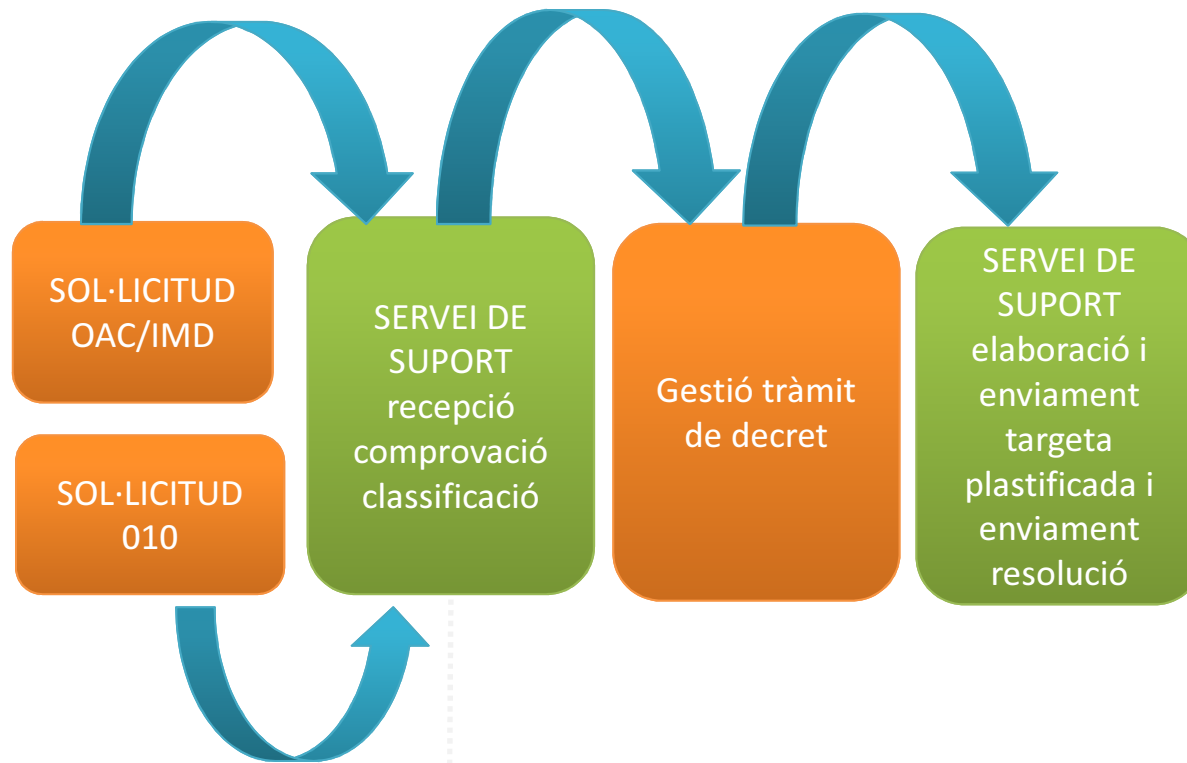 SOL·LICITUD
OAC/IMD
SOL·LICITUD
010
SERVEI DE
SUPORT
recepció
comprovació
classificació
Gestió tràmit
de decret
SERVEI DE
SUPORT
elaboració i
enviament
targeta
plastificada i
enviament
resolució